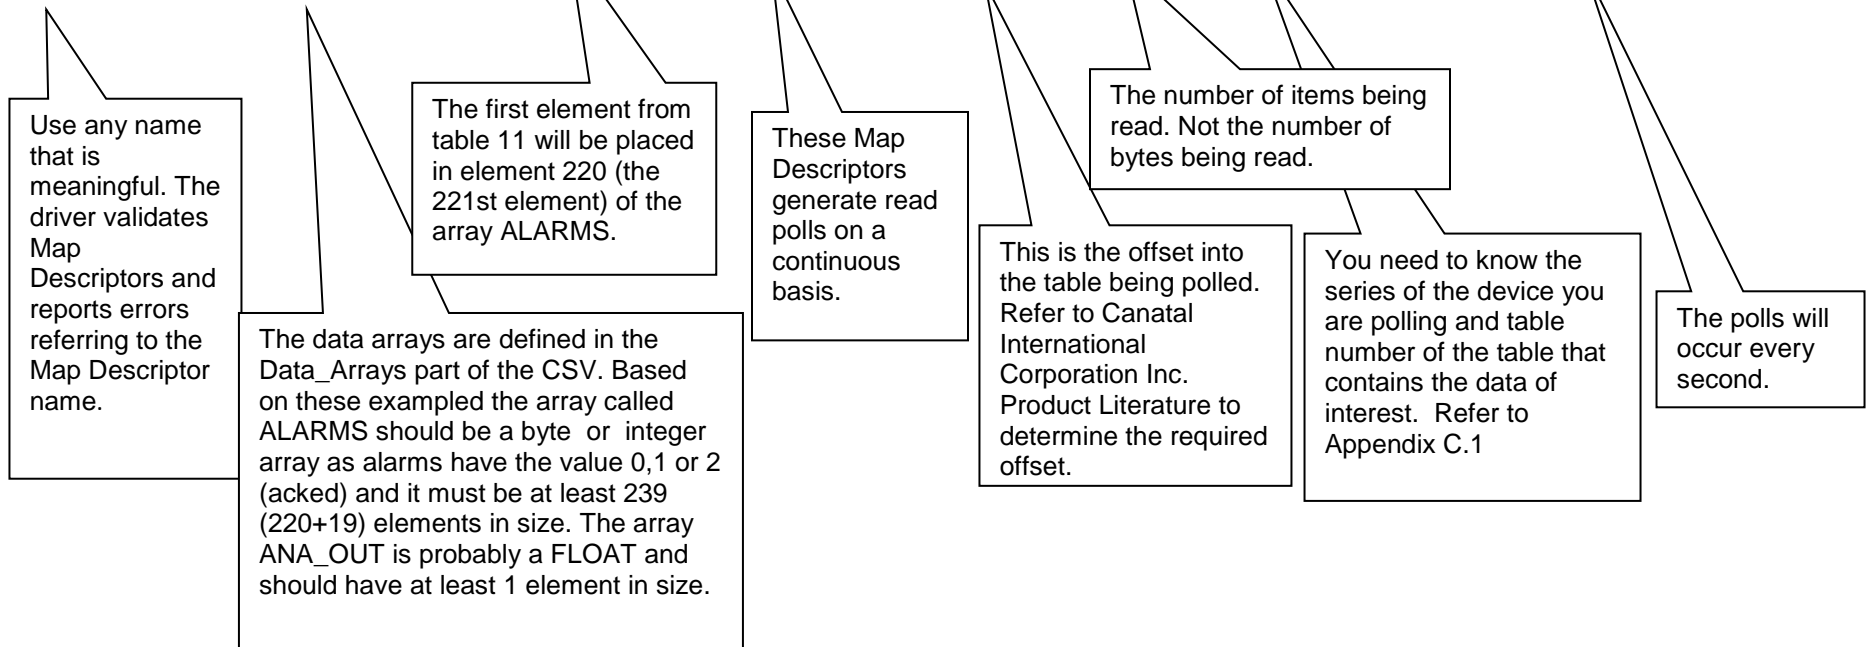 Use any name
that is
meaningful. The
driver validates
Map
Descriptors and
reports errors
referring to the
Map Descriptor
name.
The data arrays are defined in the
Data_Arrays part of the CSV. Based
on these exampled the array called
ALARMS should be a byte or integer
array as alarms have the value 0,1 or 2
(acked) and it must be at least 239
(220+19) elements in size. The array
ANA_OUT is probably a FLOAT and
should have at least 1 element in size.
The first element from
table 11 will be placed
in element 220 (the
221st element) of the
array ALARMS.
These Map
Descriptors
generate read
polls on a
continuous
basis.
This is the offset into
the table being polled.
Refer to Canatal
International
Corporation Inc.
Product Literature to
determine the required
offset.
The number of items being
read. Not the number of
bytes being read.
You need to know the
series of the device you
are polling and table
number of the table that
contains the data of
interest.  Refer to
Appendix C.1
The polls will
occur every
second.